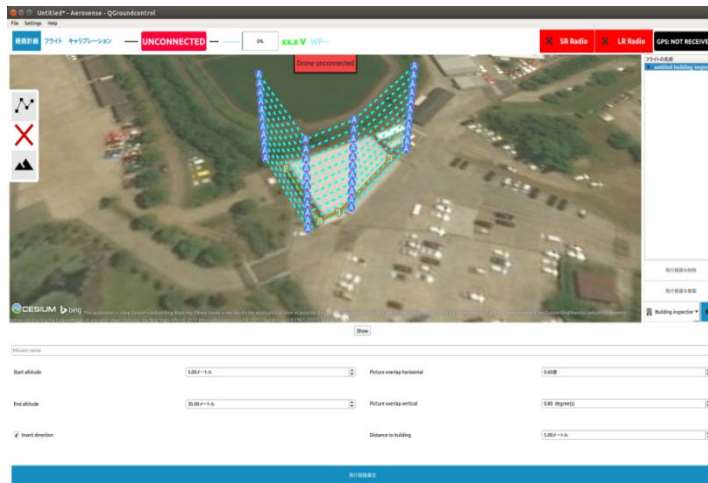 Untitled* - Aerosense - QGroundcontrol
File Settings Help
経路計画 フライト キャリブレーション UNCONNECTED 0% xx.x V WP-- SR Radio LR Radio GPS: NOT RECEIVE
Drone unconnected
フライトの名前
untitled building inspec
飛行経路を削除
飛行経路を複製
Building inspection
CESIUM bing
Show
Mission name
Start altitude 5.00メートル Picture overlap horizontal 0.60度
End altitude 30.00メートル Picture overlap vertical 0.80 degree(s)
Invert direction Distance to building 5.00メートル
飛行経路確定